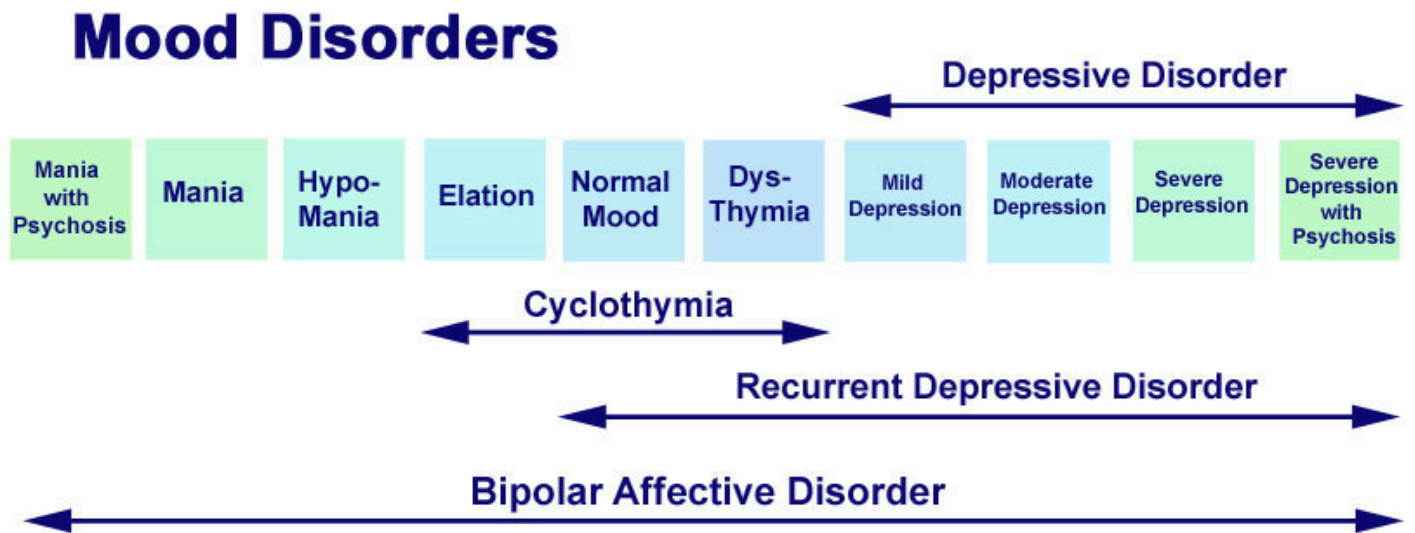 Mood Disorders
Depressive Disorder
Mania
with
Psychosis
Mania
Hypo-
Mania
Elation
Normal
Mood
Dys-
Thymia
Mild
Depression
Moderate
Depression
Severe
Depression
Severe
Depression
with
Psychosis
Cyclothymia
Recurrent Depressive Disorder
Bipolar Affective Disorder